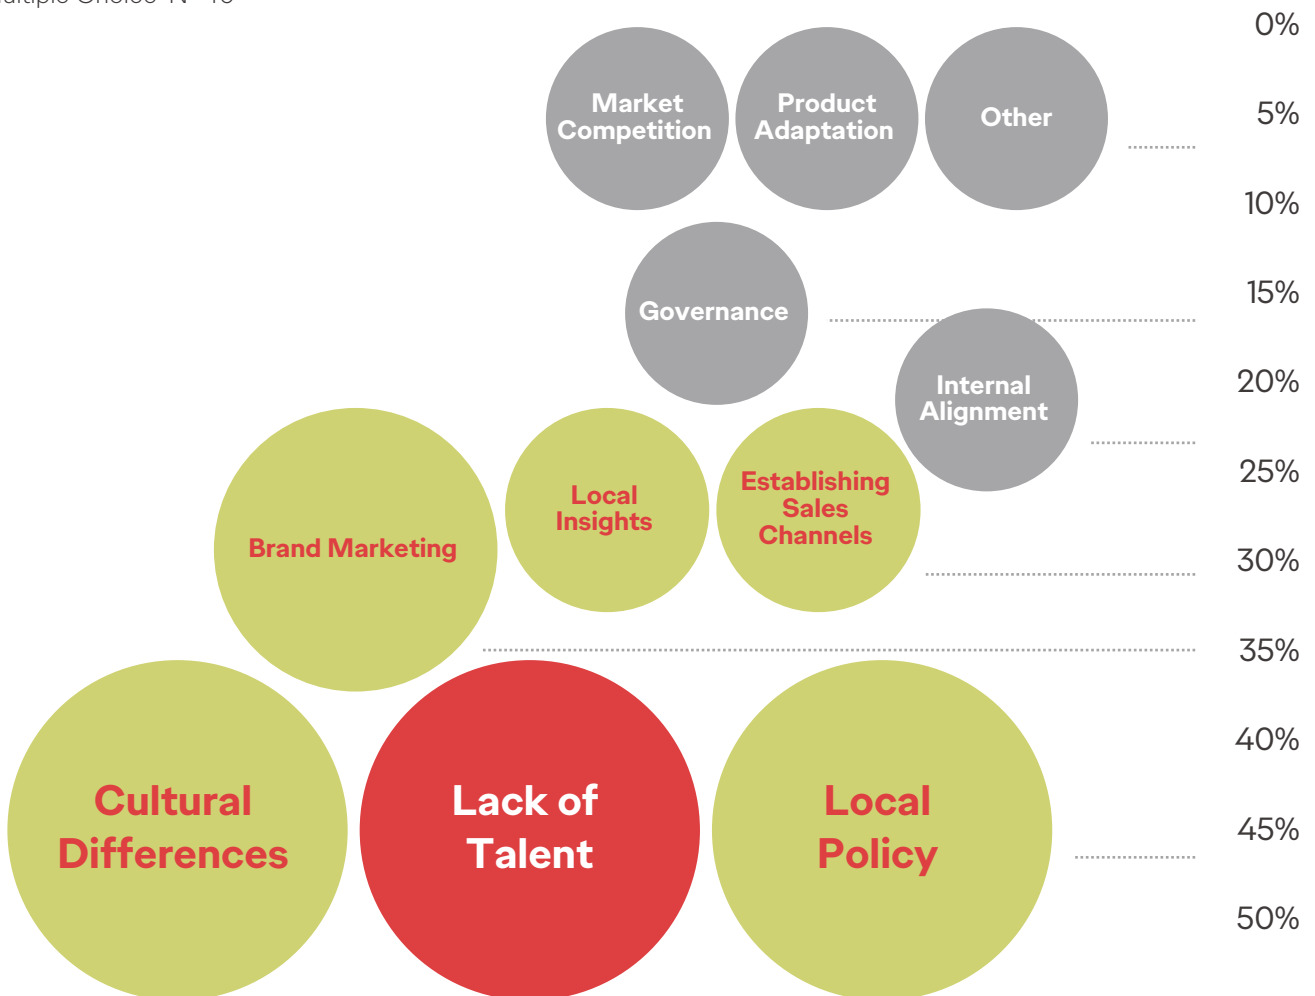 0%
Market
Competition
Product
Adaptation
Other
5%
10%
Governance
15%
Internal
Alignment
20%
Brand Marketing
Local
Insights
Establishing
Sales
Channels
25%
30%
35%
40%
Cultural
Differences
Lack of
Talent
Local
Policy
45%
50%